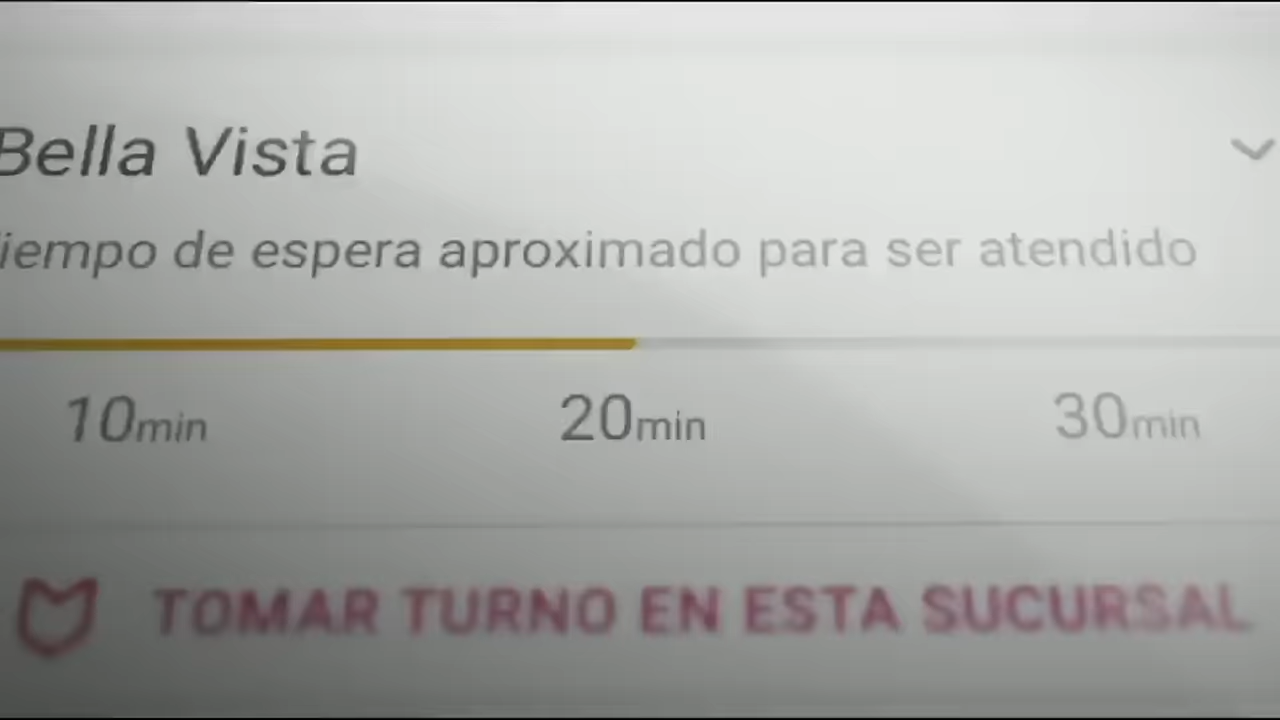 Bella Vista
iempo de espera aproximado para ser atendido
10min 20min 30min
TOMAR TURNO EN ESTA SUCURSAL